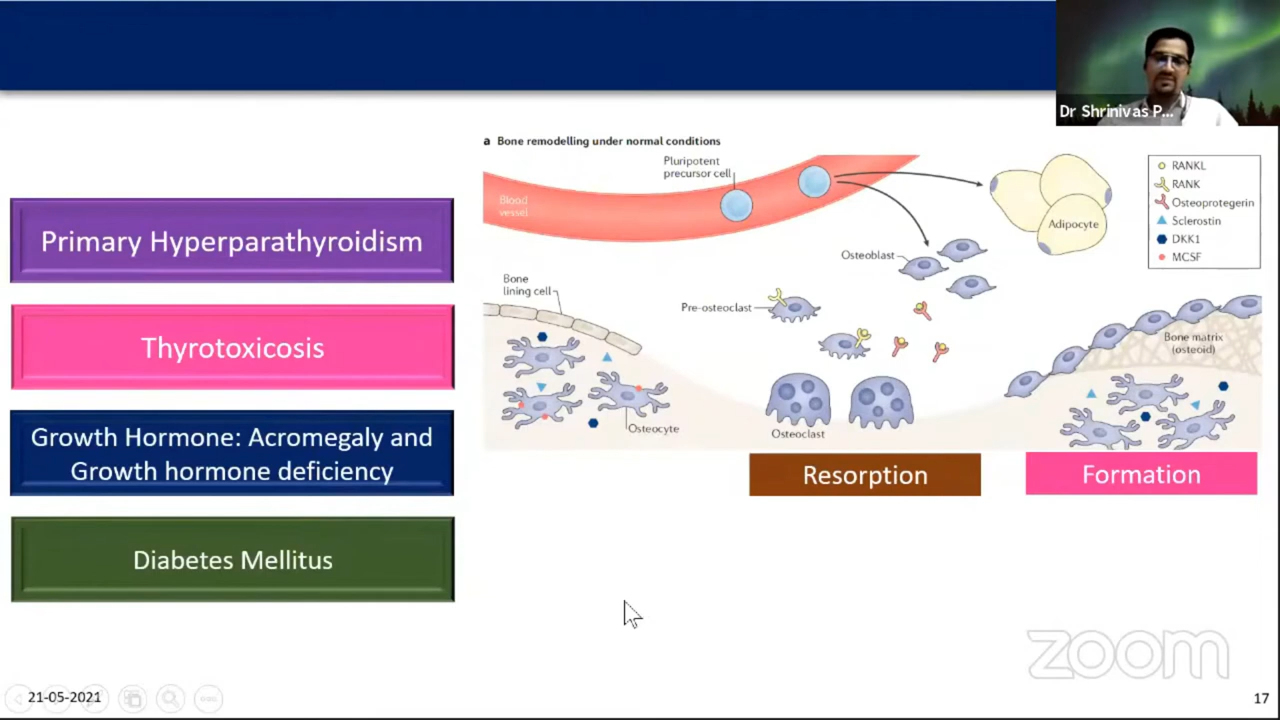 Dr Shrinivas P...
a Bone remodelling under normal conditions
Pluripotent
precursor cell
Blood
vessel
Adipocyte
RANKL
RANK
Osteoprotegerin
Sclerostin
DKK1
MCSF
Osteoblast
Bone
lining cell
Pre-osteoclast
Bone matrix
(osteoid)
Osteocyte
Osteoclast
Resorption
Formation
Primary Hyperparathyroidism
Thyrotoxicosis
Growth Hormone: Acromegaly and
Growth hormone deficiency
Diabetes Mellitus
zoom
21-05-2021
17